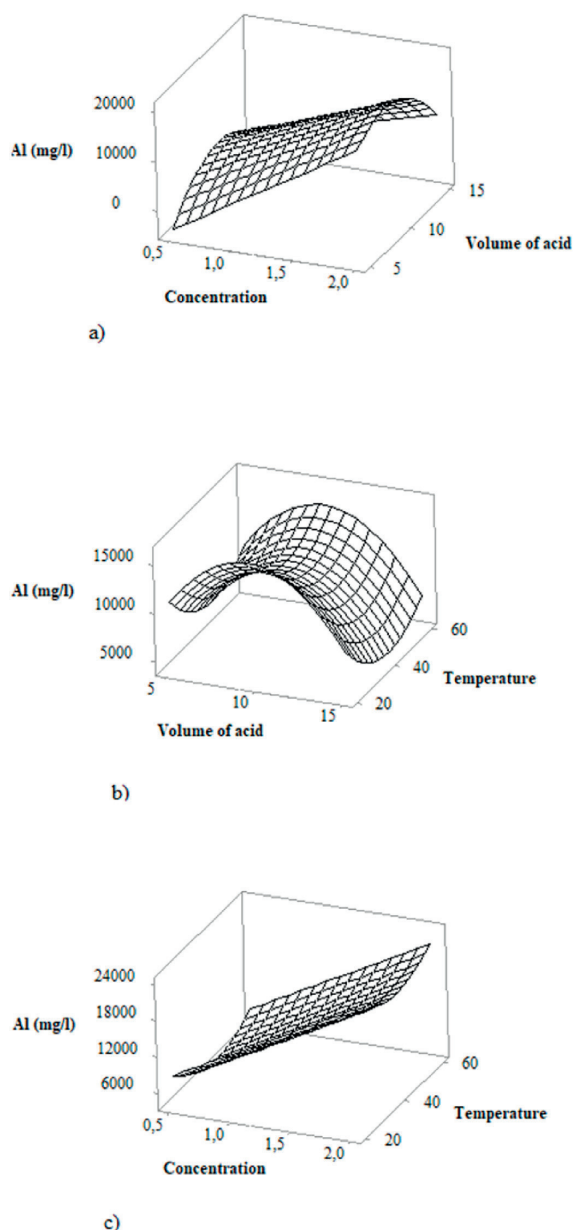 20000
Al (mg/l)
10000
0
15
10
Volume of acid
5
0,5
1,0
1,5
2,0
Concentration
a)
15000
Al (mg/l)
10000
5000
60
40
Temperature
20
5
10
15
Volume of acid
b)
24000
18000
Al (mg/l)
12000
6000
60
40
Temperature
20
0,5
1,0
1,5
2,0
Concentration
c)